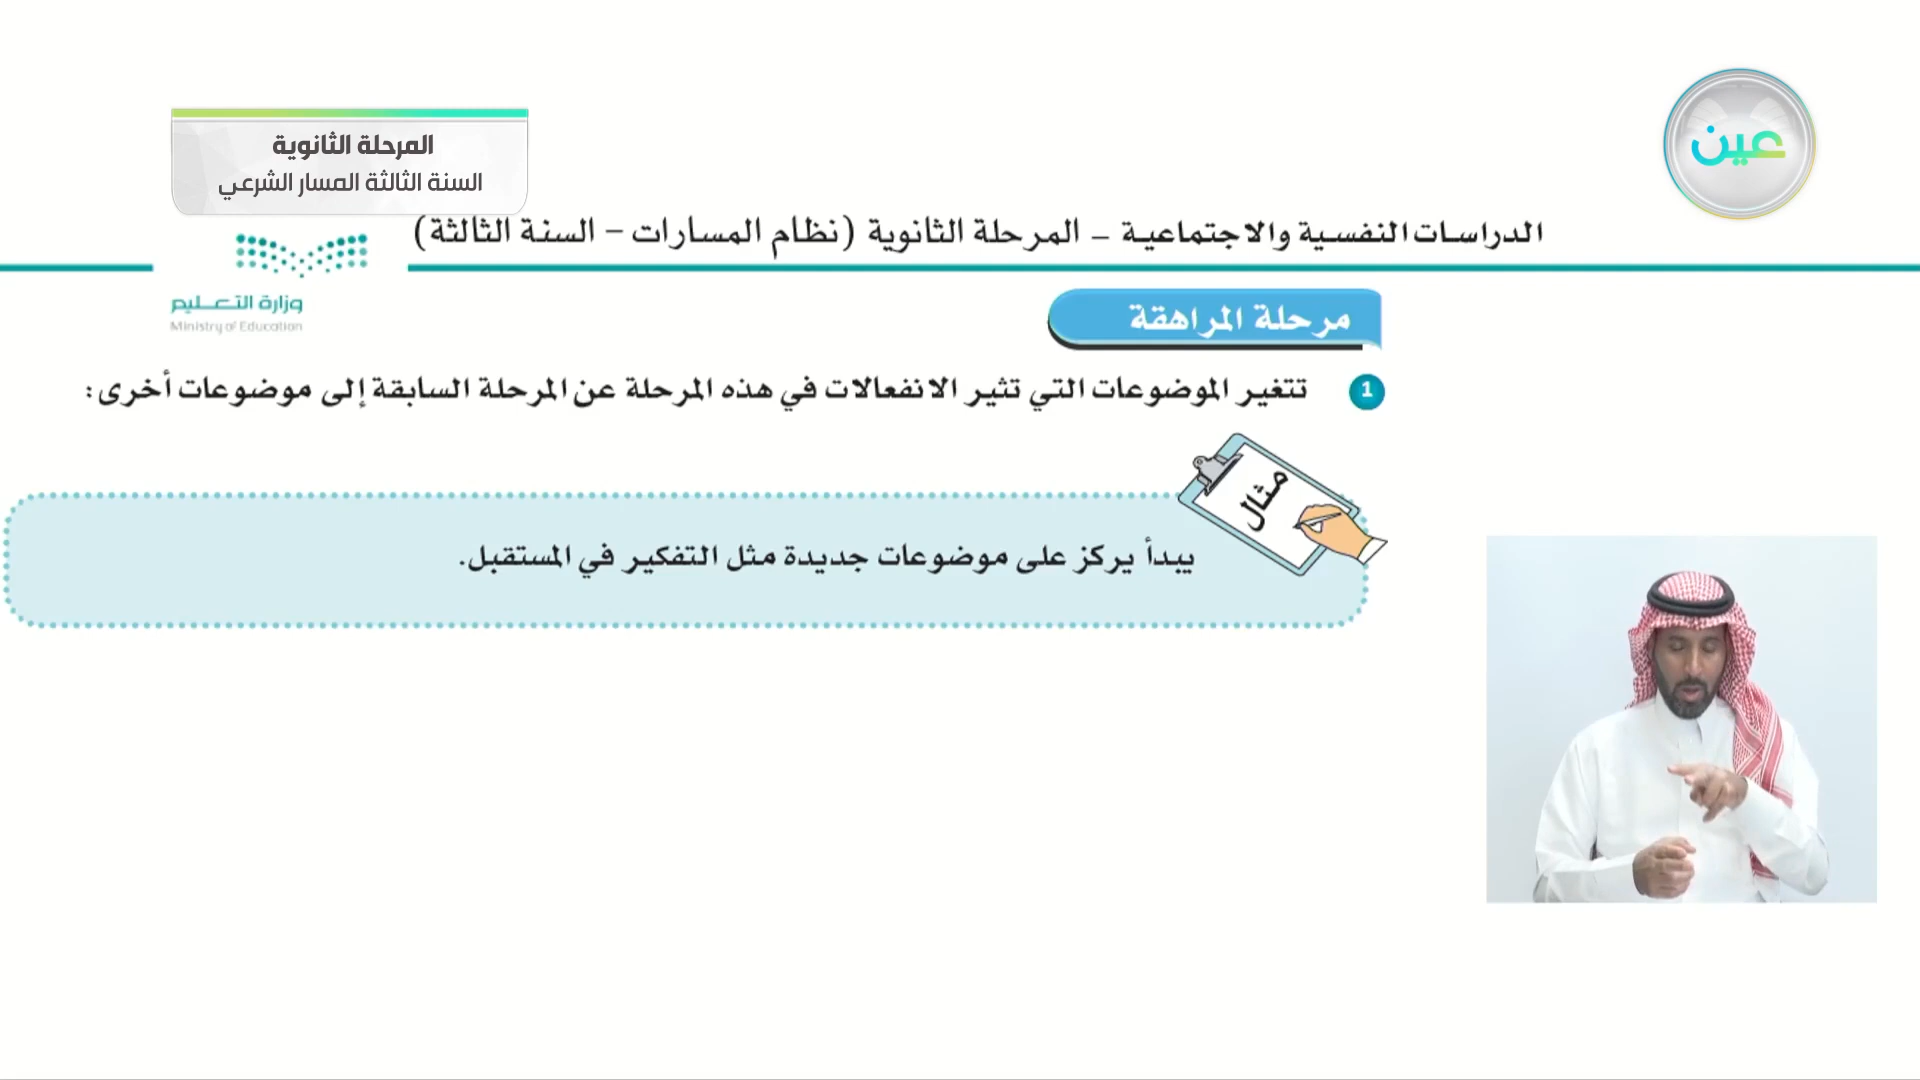 عين
المرحلة الثانوية
السنة الثالثة المسار الشرعي
الدراسات النفسية والاجتماعية – المرحلة الثانوية (نظام المسارات – السنة الثالثة)
وزارة التعليم
Ministry of Education
مرحلة المراهقة
1 تتغير الموضوعات التي تثير الانفعالات في هذه المرحلة عن المرحلة السابقة إلى موضوعات أخرى:
مثال
يبدأ يركز على موضوعات جديدة مثل التفكير في المستقبل.